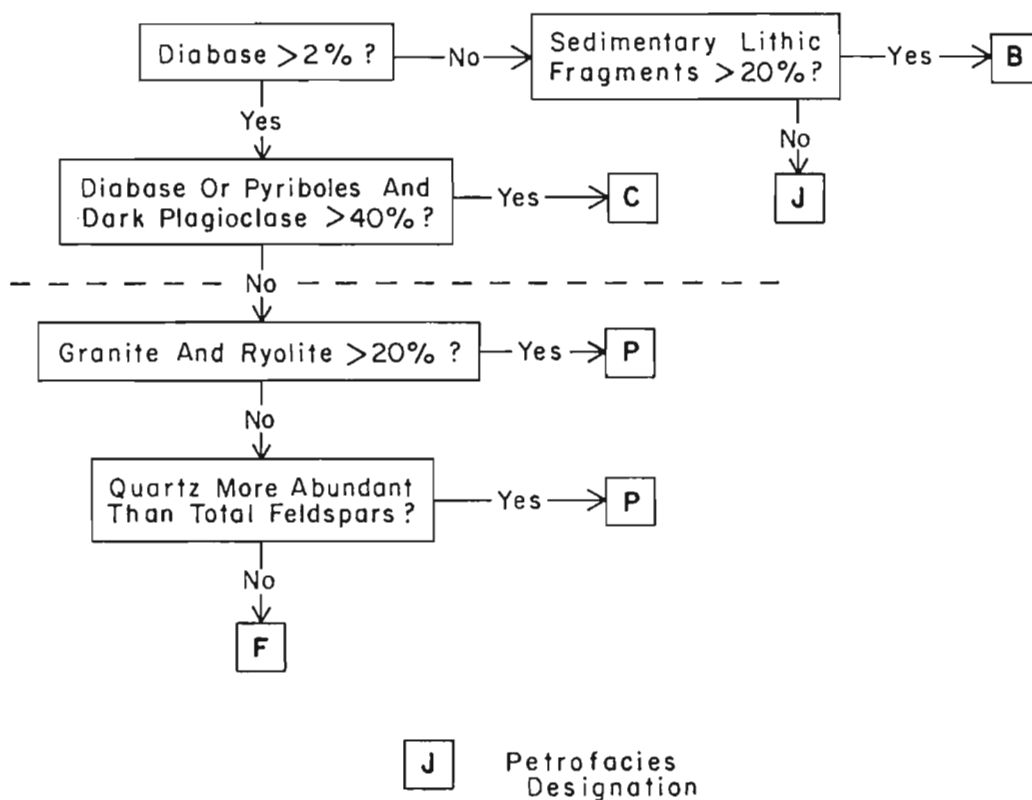 Diabase >2% ?
No
Sedimentary Lithic
Fragments >20%?
Yes
B
Yes
No
J
Diabase Or Pyriboles And
Dark Plagioclase >40%?
Yes
C
No
Granite And Ryolite >20% ?
Yes
P
No
Quartz More Abundant
Than Total Feldspars ?
Yes
P
No
F
J
Petrofacies
Designation